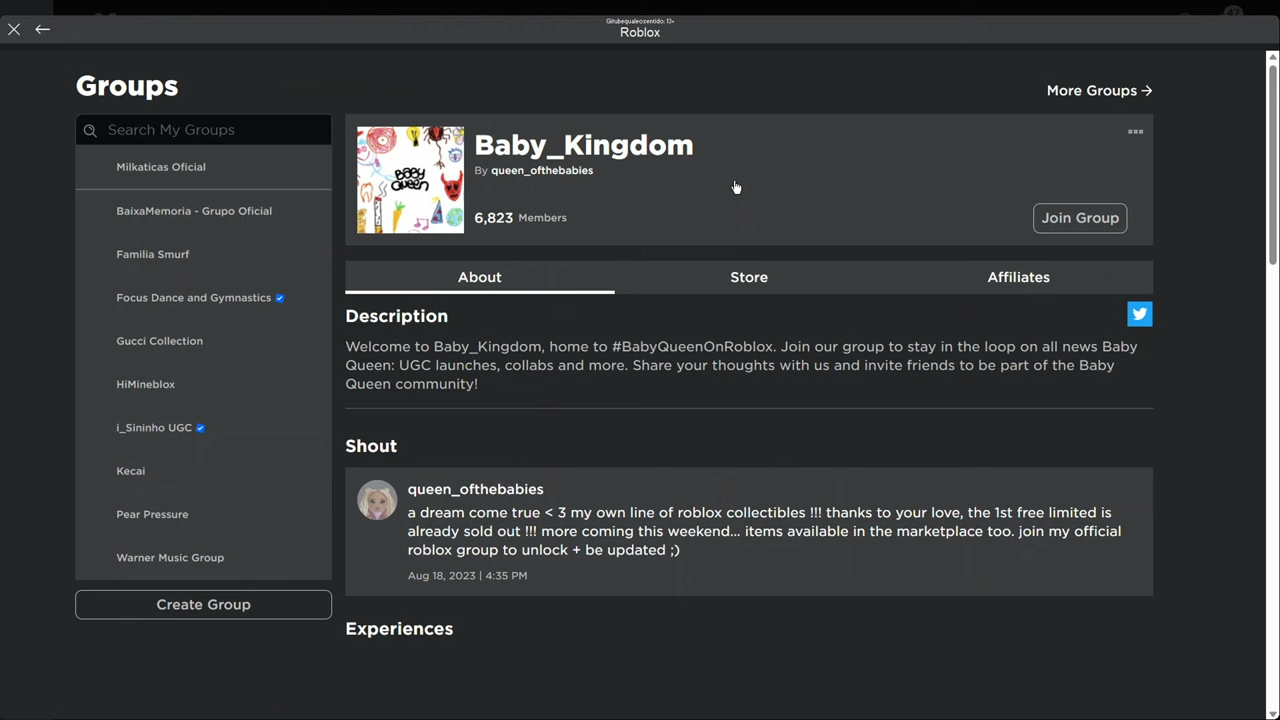 Gitubequaleosentido: 13+
Roblox
Groups
More Groups
Search My Groups
Milkaticas Oficial
BaixaMemoria - Grupo Oficial
Familia Smurf
Focus Dance and Gymnastics
Gucci Collection
HiMineblox
i_Sininho UGC
Kecai
Pear Pressure
Warner Music Group
Create Group
BABY
QUEEN
Baby_Kingdom
By queen_ofthebabies
6,823 Members
Join Group
About
Store
Affiliates
Description
Welcome to Baby_Kingdom, home to #BabyQueenOnRoblox. Join our group to stay in the loop on all news Baby
Queen: UGC launches, collabs and more. Share your thoughts with us and invite friends to be part of the Baby
Queen community!
Shout
queen_ofthebabies
a dream come true < 3 my own line of roblox collectibles !!! thanks to your love, the 1st free limited is
already sold out !!! more coming this weekend... items available in the marketplace too. join my official
roblox group to unlock + be updated ;)
Aug 18, 2023 | 4:35 PM
Experiences